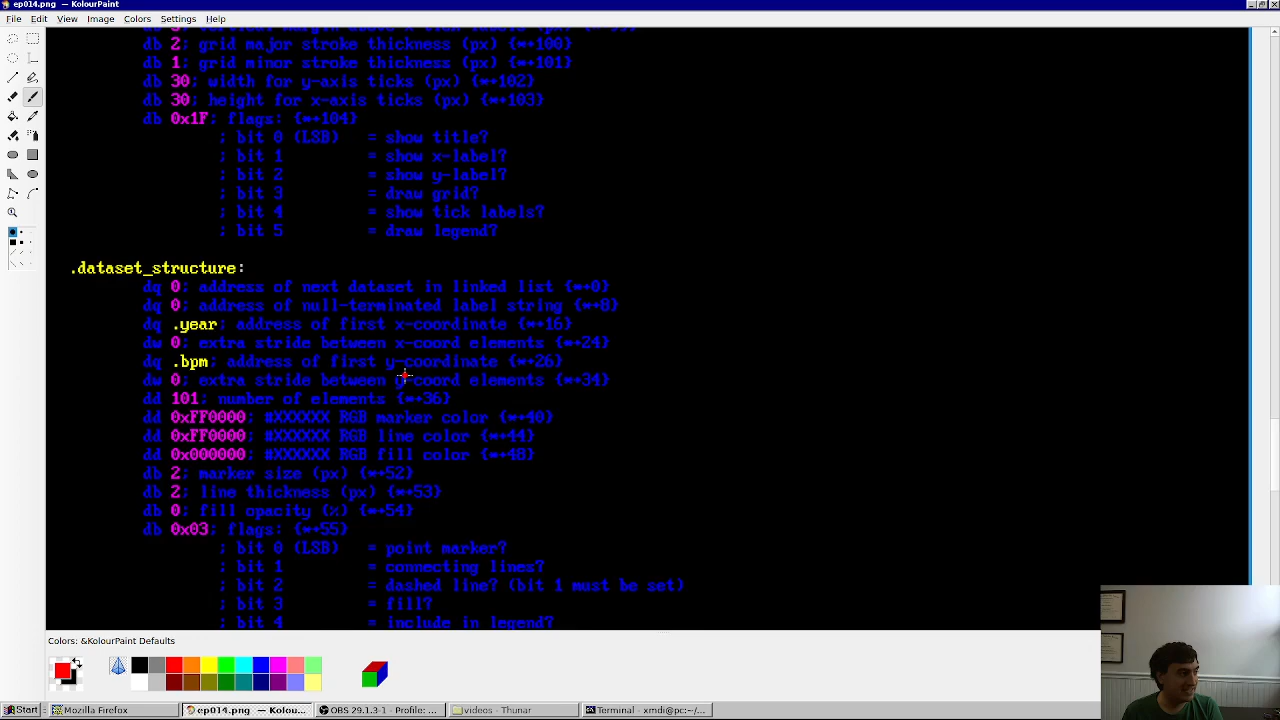 ep014.png — KolourPaint
File Edit View Image Colors Settings Help
db 2; grid major stroke thickness (px) {*+100}
db 1; grid minor stroke thickness (px) {*+101}
db 30; width for y-axis ticks (px) {*+102}
db 30; height for x-axis ticks (px) {*+103}
db 0x1F; flags: {*+104}
; bit 0 (LSB) = show title?
; bit 1 = show x-label?
; bit 2 = show y-label?
; bit 3 = draw grid?
; bit 4 = show tick labels?
; bit 5 = draw legend?
.dataset_structure:
dq 0; address of next dataset in linked list {*+0}
dq 0; address of null-terminated label string {*+8}
dq .year; address of first x-coordinate {*+16}
dw 0; extra stride between x-coord elements {*+24}
dq .bpm; address of first y-coordinate {*+26}
dw 0; extra stride between y-coord elements {*+34}
dd 101; number of elements {*+36}
dd 0xFF0000; #XXXXXX RGB marker color {*+40}
dd 0xFF0000; #XXXXXX RGB line color {*+44}
dd 0x000000; #XXXXXX RGB fill color {*+48}
db 2; marker size (px) {*+52}
db 2; line thickness (px) {*+53}
db 0; fill opacity (%) {*+54}
db 0x03; flags: {*+55}
; bit 0 (LSB) = point marker?
; bit 1 = connecting lines?
; bit 2 = dashed line? (bit 1 must be set)
; bit 3 = fill?
; bit 4 = include in legend?
Colors: &KolourPaint Defaults
Start Mozilla Firefox ep014.png — Kolou... OBS 29.1.3-1 - Profile: ... videos - Thunar Terminal - xmdi@pc:~/...